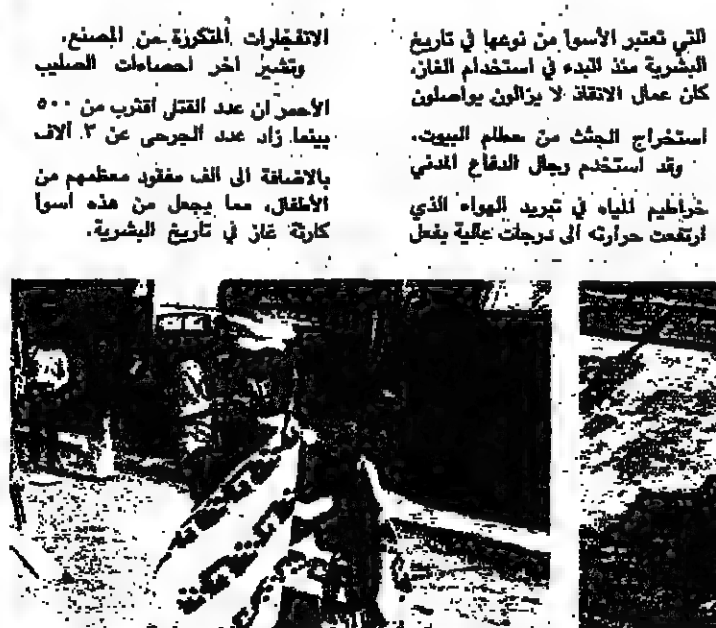 التي تعتبر الأسوا من نوعها في تاريخ
البشرية منذ البدء في استخدام الغاز.
كان عمال الانقاذ لا يزالون يواصلون
استخراج الجثث من حطام البيوت.
وقد استخدم رجال الدفاع المدني
خراطيم المياه في تبريد الهواء الذي
ارتفعت حرارته الى درجات عالية بفعل
الانفجارات المتكررة من المصنع.
وتشير اخر احصاءات الصليب
الأحمر ان عدد القتلى اقترب من ٥٠٠
بينما زاد عدد الجرحى عن ٣ آلاف
بالاضافة الى الف مفقود معظمهم من
الأطفال، مما يجعل من هذه اسوا
كارثة غاز في تاريخ البشرية.